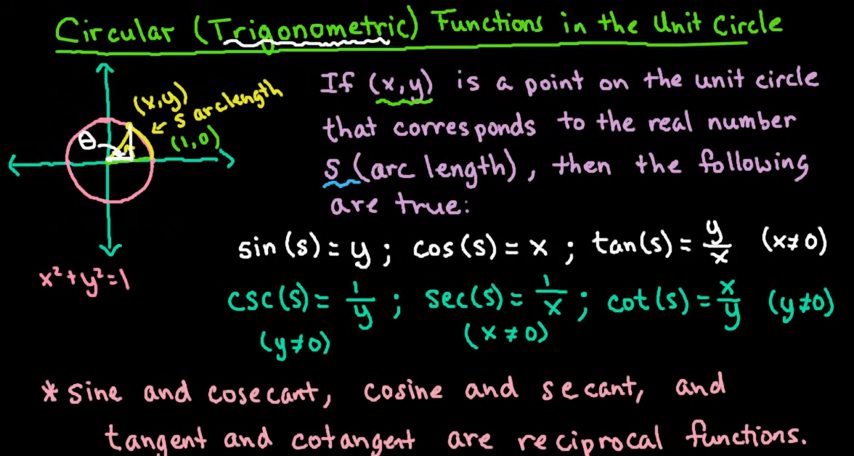 Circular (Trigonometric) Functions in the Unit Circle
(x,y)
s arclength
θ
(1,0)
x²+y²=1
If (x,y) is a point on the unit circle
that corresponds to the real number
s (arc length), then the following
are true:
sin(s) = y ; cos(s) = x ; tan(s) = y/x (x≠0)
csc(s) = 1/y ; sec(s) = 1/x ; cot(s) = x/y (y≠0)
(y≠0) (x≠0)
* Sine and cosecant, cosine and secant, and
tangent and cotangent are reciprocal functions.